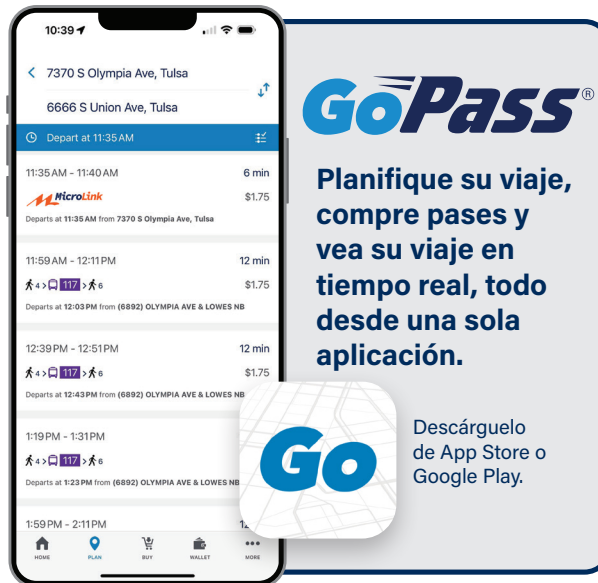 10:39
7370 S Olympia Ave, Tulsa
6666 S Union Ave, Tulsa
Depart at 11:35 AM
11:35 AM - 11:40 AM 6 min
MicroLink $1.75
Departs at 11:35 AM from 7370 S Olympia Ave, Tulsa
11:59 AM - 12:11 PM 12 min
4 > 117 > 6 $1.75
Departs at 12:03 PM from (6892) OLYMPIA AVE & LOWES NB
12:39 PM - 12:51 PM 12 min
4 > 117 > 6 $1.75
Departs at 12:43 PM from (6892) OLYMPIA AVE & LOWES NB
1:19 PM - 1:31 PM
4 > 117 > 6
Departs at 1:23 PM from (6892) OLYMPIA AVE & LOWES NB
1:59 PM - 2:11 PM
HOME PLAN BUY WALLET MORE
GoPass®
Planifique su viaje,
compre pases y
vea su viaje en
tiempo real, todo
desde una sola
aplicación.
Go
Descárguelo
de App Store o
Google Play.